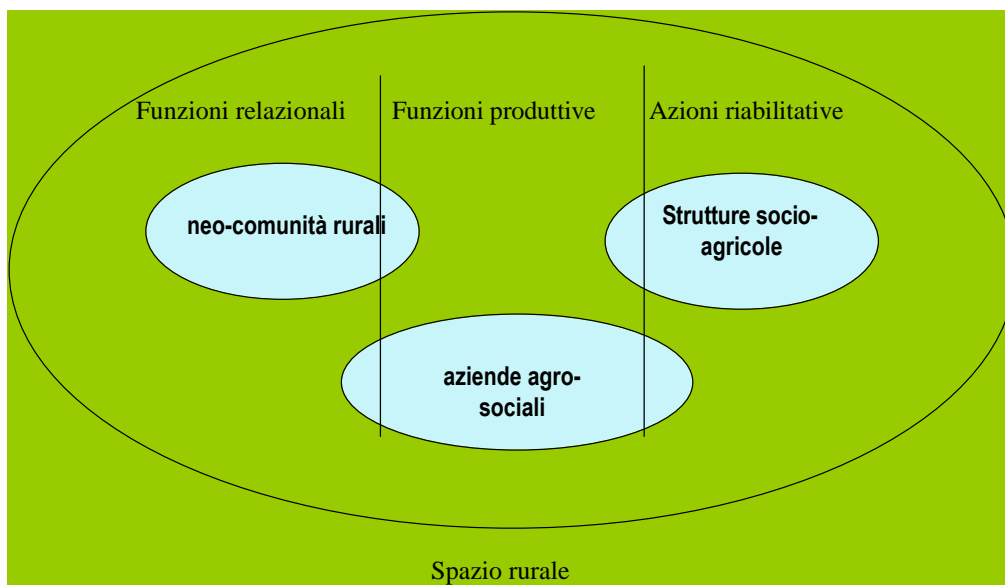 Funzioni relazionali
Funzioni produttive
Azioni riabilitative
neo-comunità rurali
Strutture socio-
agricole
aziende agro-
sociali
Spazio rurale